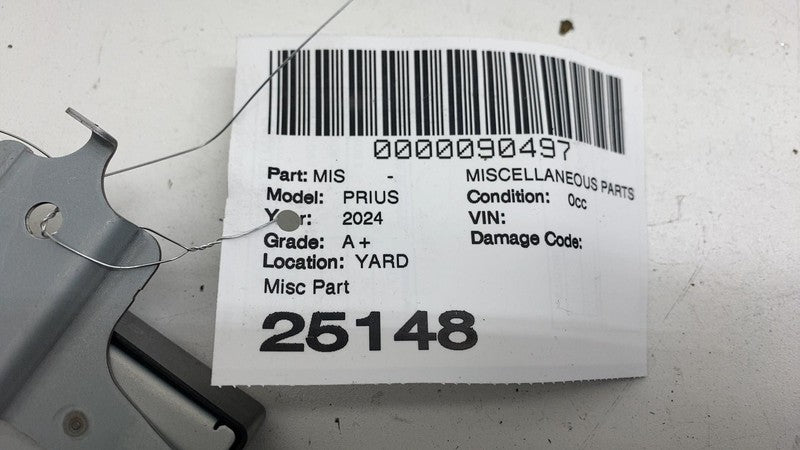 0000090497
Part: MIS - MISCELLANEOUS PARTS
Model: PRIUS Condition: 0cc
Year: 2024 VIN:
Grade: A+ Damage Code:
Location: YARD
Misc Part
25148